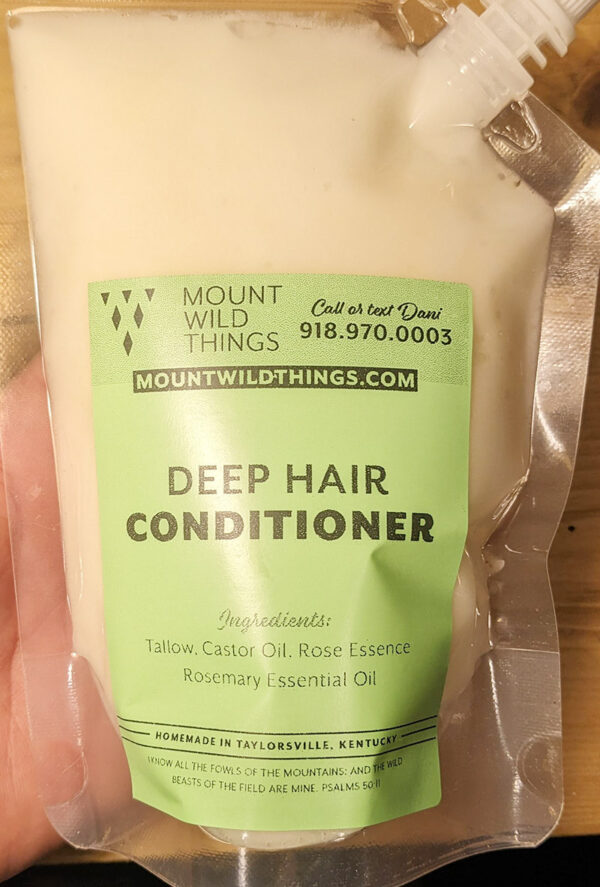 MOUNT
WILD
THINGS
Call or text Dani
918.970.0003
MOUNTWILDTHINGS.COM
DEEP HAIR
CONDITIONER
Ingredients:
Tallow, Castor Oil, Rose Essence
Rosemary Essential Oil
HOMEMADE IN TAYLORSVILLE, KENTUCKY
I KNOW ALL THE FOWLS OF THE MOUNTAINS: AND THE WILD
BEASTS OF THE FIELD ARE MINE. PSALMS 50:11